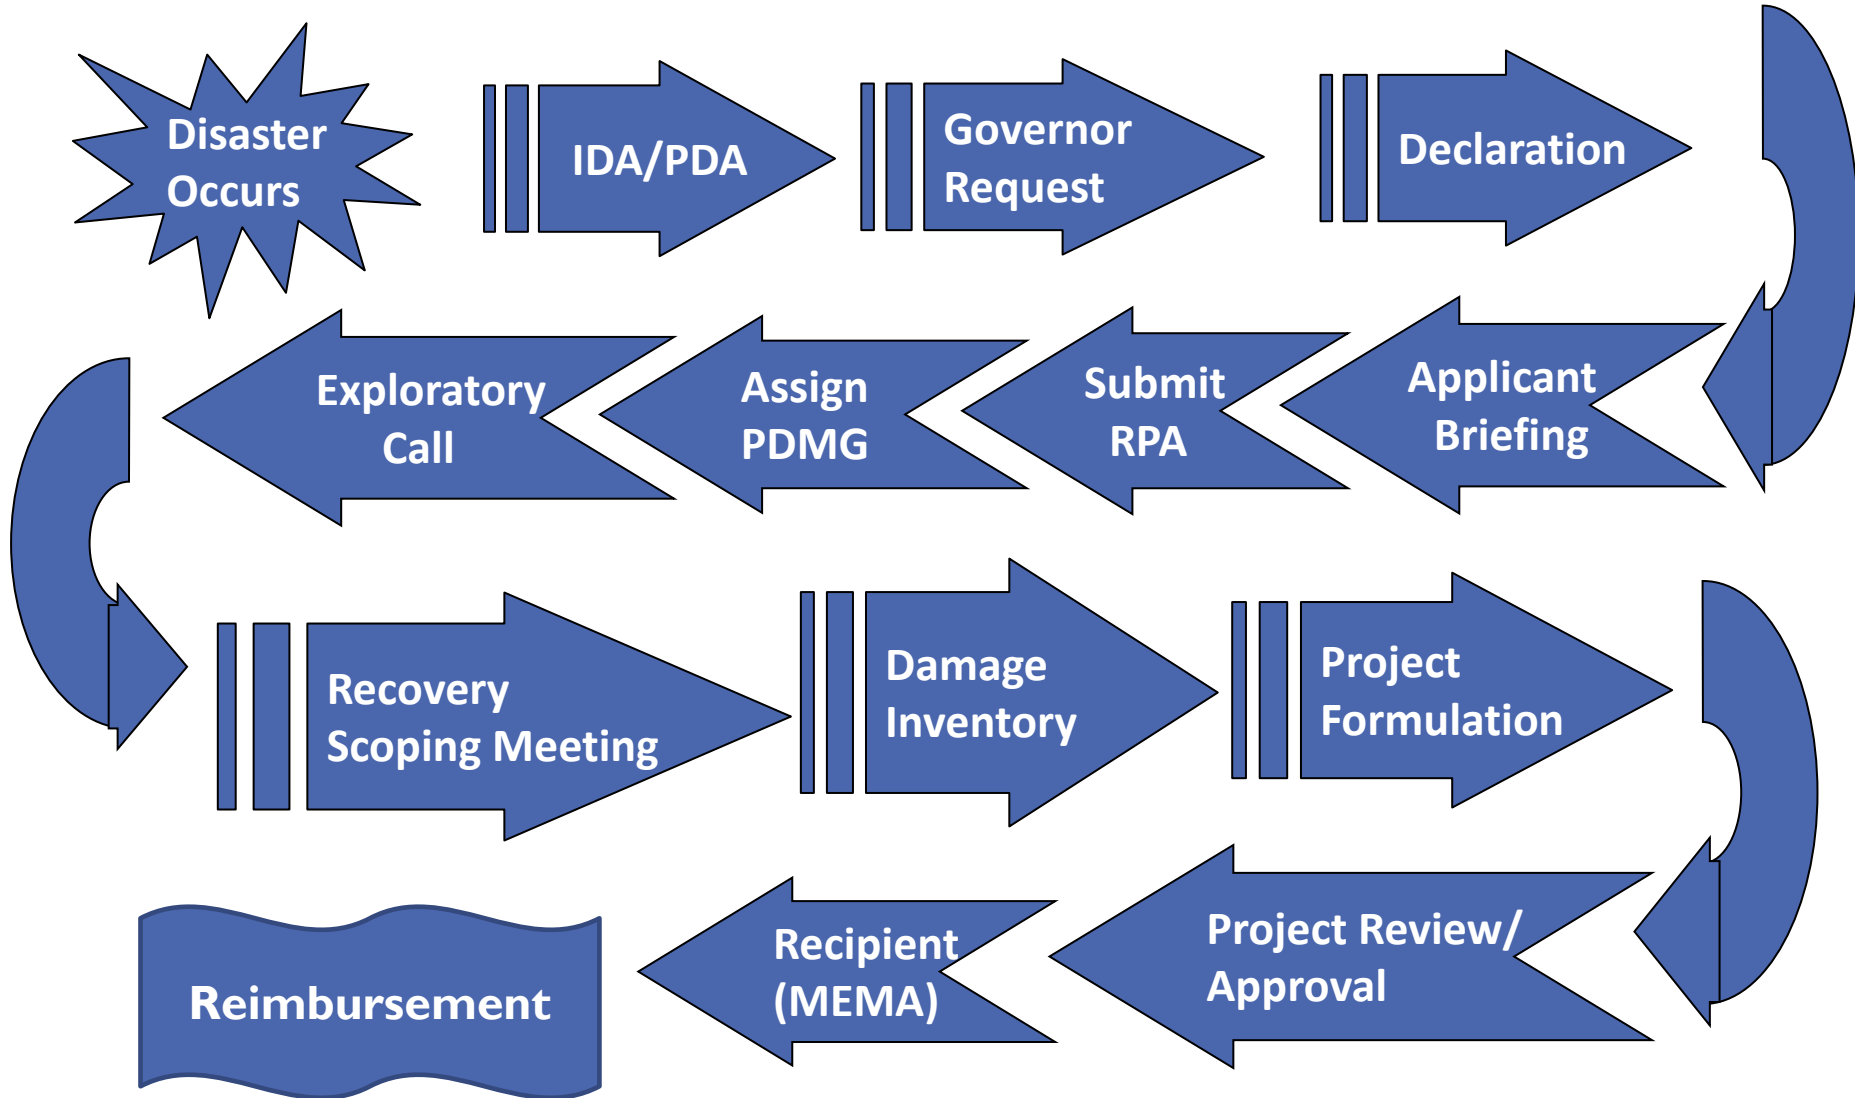 Disaster
Occurs
IDA/PDA
Governor
Request
Declaration
Applicant
Briefing
Submit
RPA
Assign
PDMG
Exploratory
Call
Recovery
Scoping Meeting
Damage
Inventory
Project
Formulation
Project Review/
Approval
Recipient
(MEMA)
Reimbursement